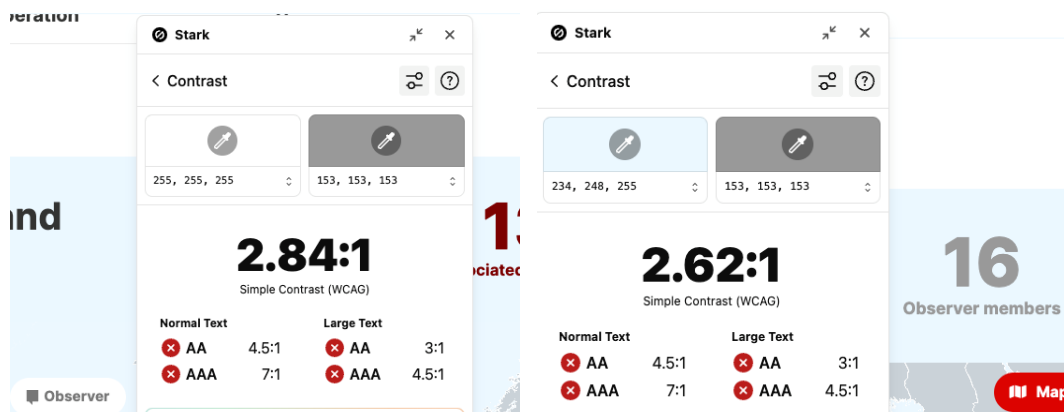 Stark
Contrast
255, 255, 255
153, 153, 153
2.84:1
Simple Contrast (WCAG)
Normal Text Large Text
AA 4.5:1 AA 3:1
AAA 7:1 AAA 4.5:1
Observer
Stark
Contrast
234, 248, 255
153, 153, 153
2.62:1
Simple Contrast (WCAG)
Normal Text Large Text
AA 4.5:1 AA 3:1
AAA 7:1 AAA 4.5:1
16
Observer members
Map